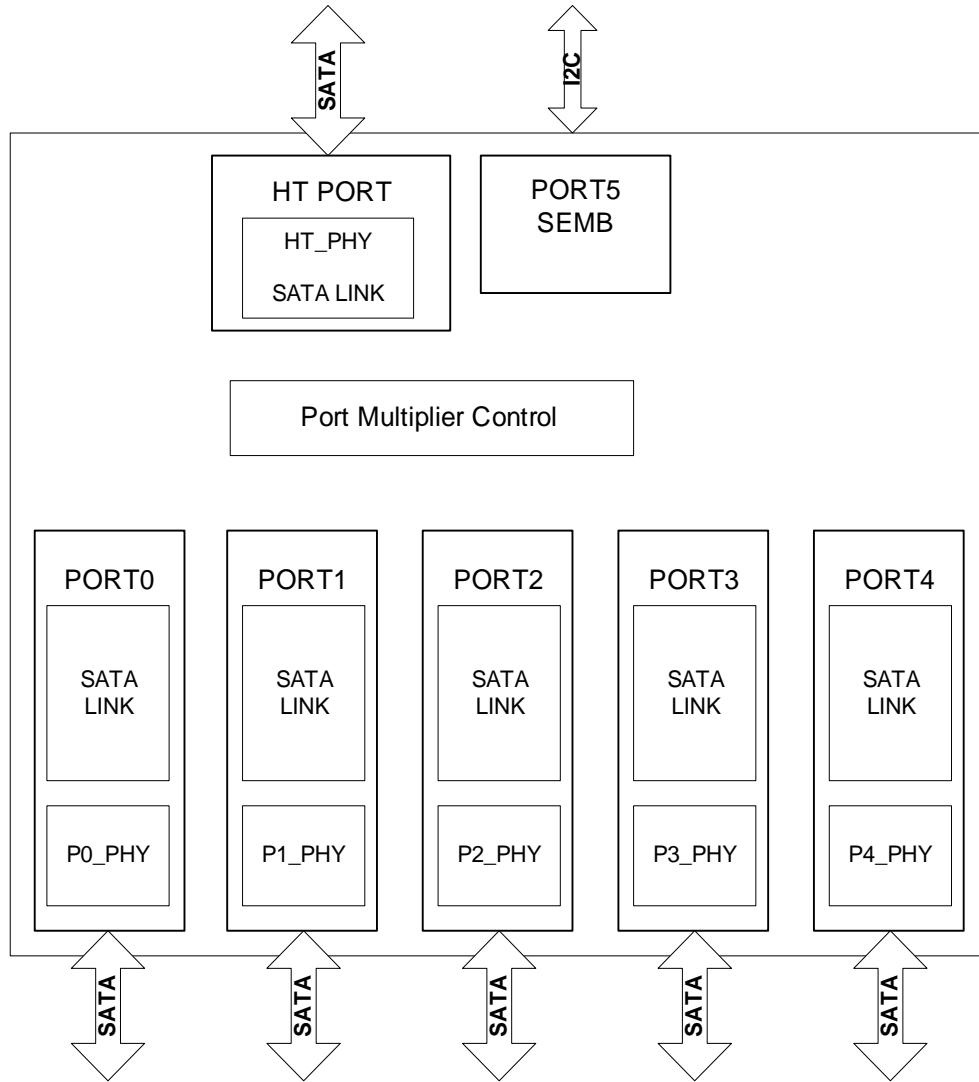 SATA
I2C
HT PORT
HT_PHY
SATA LINK
PORT5
SEMB
Port Multiplier Control
PORT0
SATA
LINK
P0_PHY
PORT1
SATA
LINK
P1_PHY
PORT2
SATA
LINK
P2_PHY
PORT3
SATA
LINK
P3_PHY
PORT4
SATA
LINK
P4_PHY
SATA
SATA
SATA
SATA
SATA